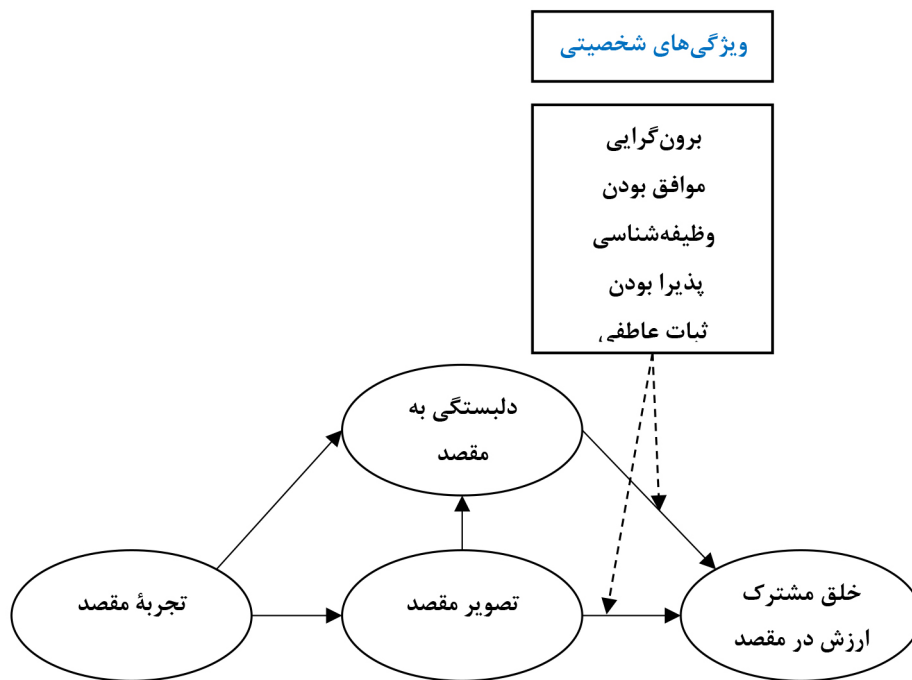 ویژگی‌های شخصیتی
برون‌گرایی
موافق بودن
وظیفه‌شناسی
پذیرا بودن
ثبات عاطفی
دلبستگی به
مقصد
تجربهٔ مقصد
تصویر مقصد
خلق مشترک
ارزش در مقصد